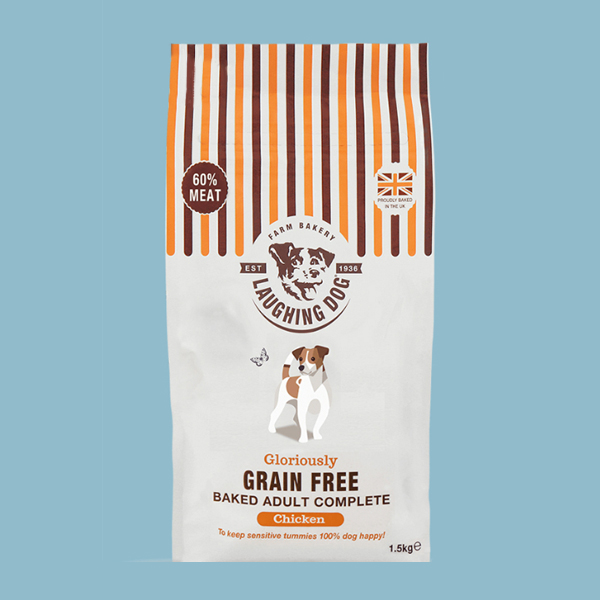 60%
MEAT
PROUDLY BAKED
IN THE UK
FARM BAKERY
EST 1936
LAUGHING DOG
Gloriously
GRAIN FREE
BAKED ADULT COMPLETE
Chicken
To keep sensitive tummies 100% dog happy!
1.5kg℮